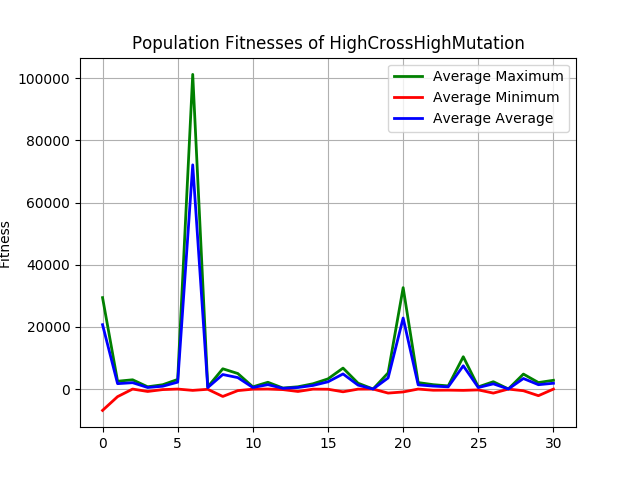 Population Fitnesses of HighCrossHighMutation
Average Maximum
Average Minimum
Average Average
Fitness
100000
80000
60000
40000
20000
0
0 5 10 15 20 25 30